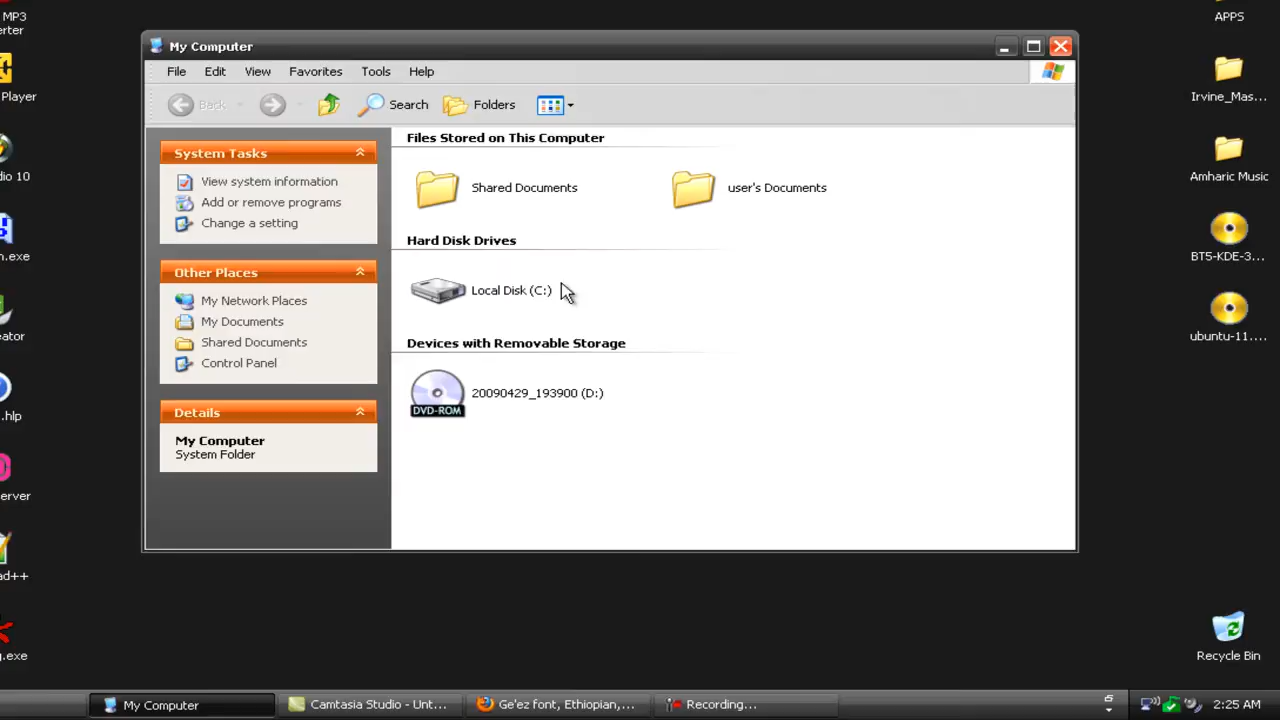 MP3
erter
Player
dio 10
n.exe
eator
.hlp
erver
ad++
g.exe
My Computer
File Edit View Favorites Tools Help
Back Search Folders
System Tasks
View system information
Add or remove programs
Change a setting
Other Places
My Network Places
My Documents
Shared Documents
Control Panel
Details
My Computer
System Folder
Files Stored on This Computer
Shared Documents user's Documents
Hard Disk Drives
Local Disk (C:)
Devices with Removable Storage
DVD-ROM
20090429_193900 (D:)
APPS
Irvine_Mas...
Amharic Music
BT5-KDE-3...
ubuntu-11....
Recycle Bin
My Computer Camtasia Studio - Unt... Ge'ez font, Ethiopian,... Recording... 2:25 AM